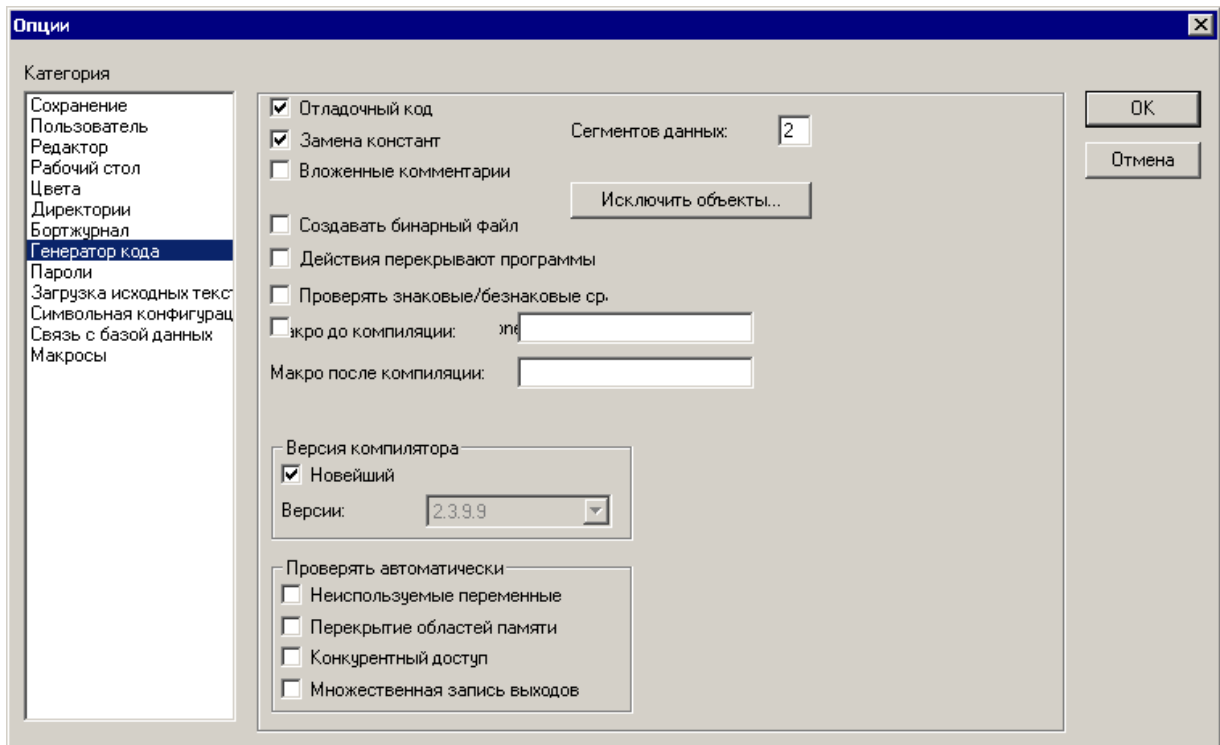 Опции
Категория
Сохранение
Пользователь
Редактор
Рабочий стол
Цвета
Директории
Бортжурнал
Генератор кода
Пароли
Загрузка исходных текст
Символьная конфигурац
Связь с базой данных
Макросы
Отладочный код
Замена констант
Вложенные комментарии
Сегментов данных: 2
Исключить объекты...
Создавать бинарный файл
Действия перекрывают программы
Проверять знаковые/безнаковые ср.
акро до компиляции:
Макро после компиляции:
Версия компилятора
Новейший
Версии: 2.3.9.9
Проверять автоматически
Неиспользуемые переменные
Перекрытие областей памяти
Конкурентный доступ
Множественная запись выходов
OK
Отмена